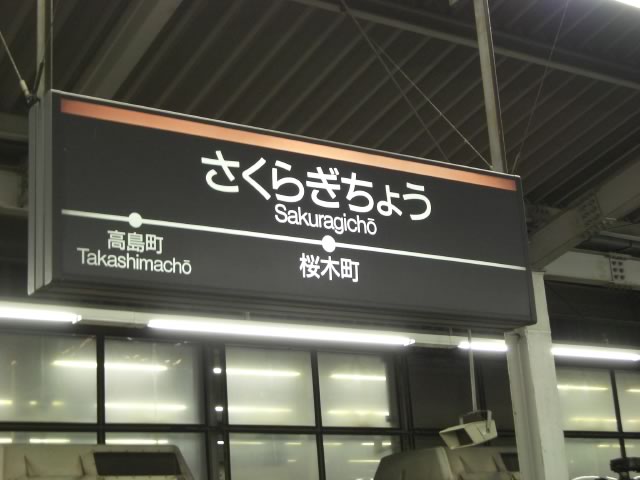 さくらぎちょう
Sakuragichō
高島町
Takashimachō
桜木町